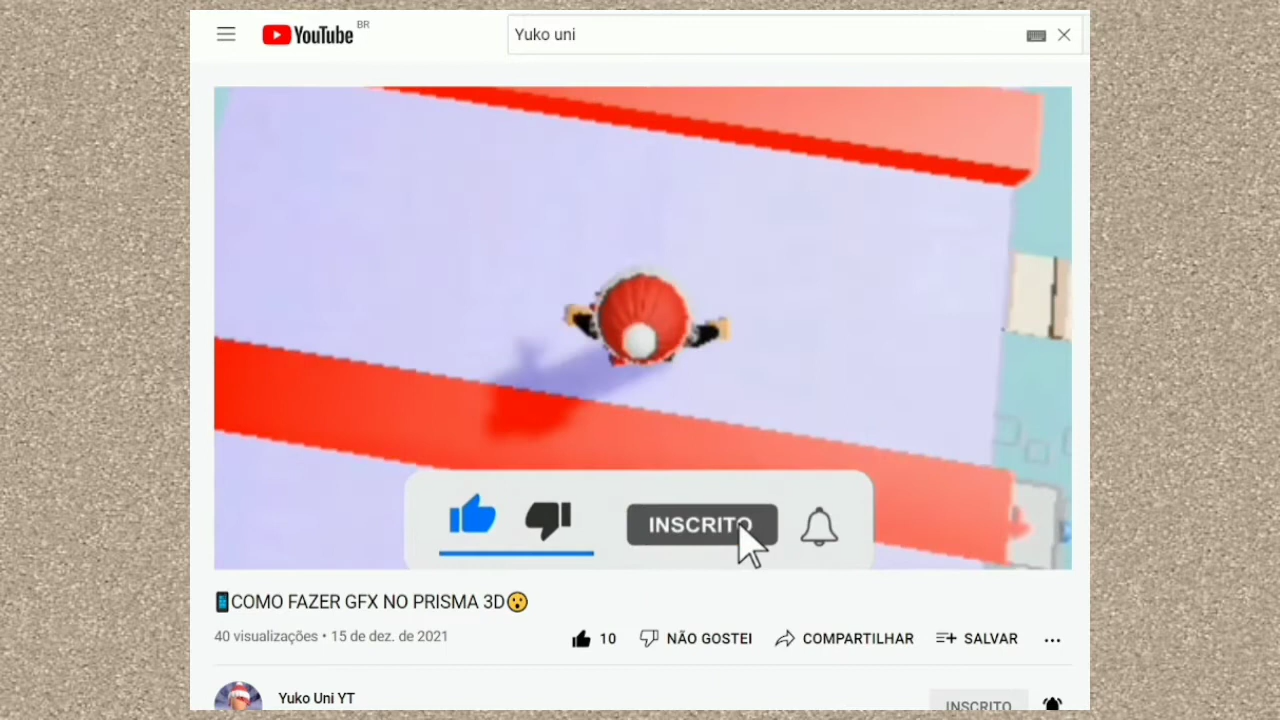 YouTube BR
Yuko uni
INSCRITO
📱COMO FAZER GFX NO PRISMA 3D😮
40 visualizações • 15 de dez. de 2021
10 NÃO GOSTEI COMPARTILHAR SALVAR
Yuko Uni YT
INSCRITO